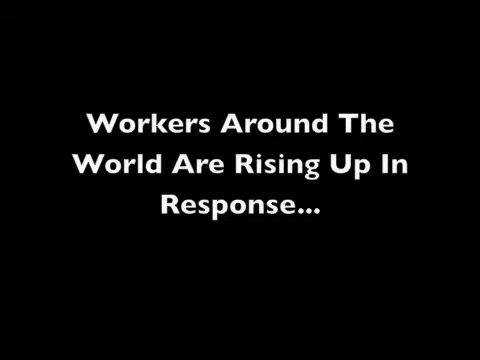 Workers Around The
World Are Rising Up In
Response...